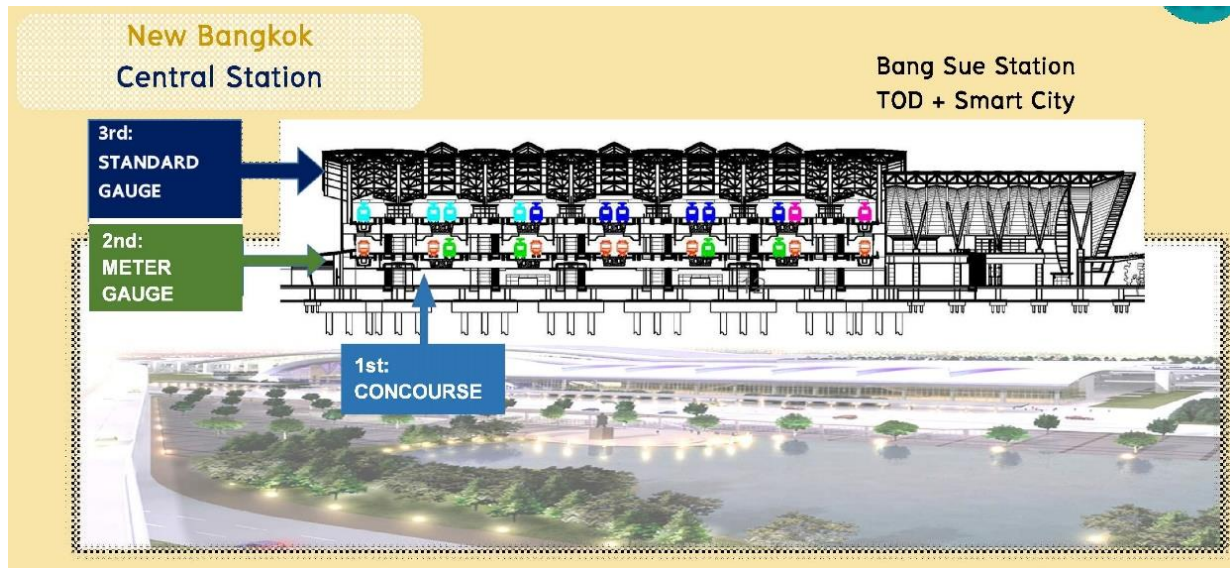 New Bangkok
Central Station
Bang Sue Station
TOD + Smart City
3rd:
STANDARD
GAUGE
2nd:
METER
GAUGE
1st:
CONCOURSE